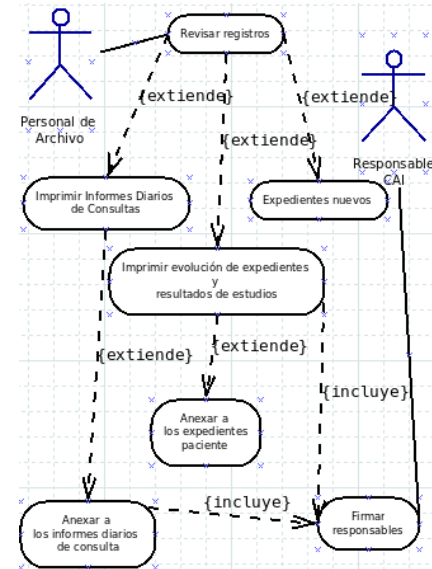 Revisar registros
{extiende}
{extiende}
{extiende}
Personal de
Archivo
Responsable
CAI
Imprimir Informes Diarios
de Consultas
Expedientes nuevos
Imprimir evolución de expedientes
y
resultados de estudios
{extiende}
{extiende}
{incluye}
Anexar a
los expedientes
paciente
{incluye}
Anexar a
los informes diarios
de consulta
Firmar
responsables